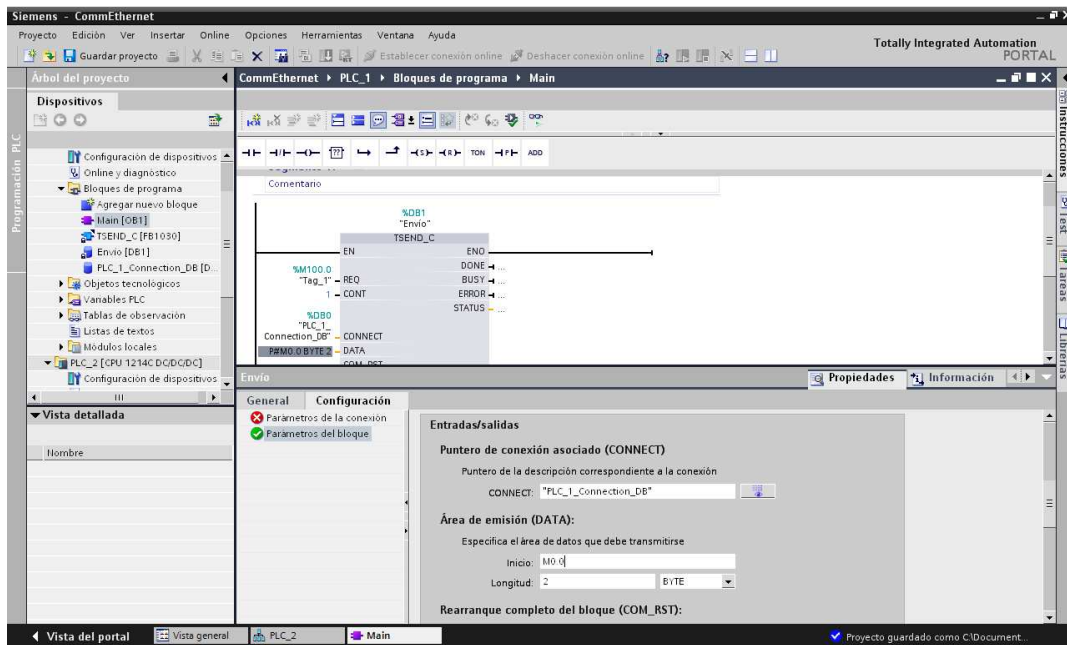 Siemens - CommEthernet
Proyecto Edición Ver Insertar Online Opciones Herramientas Ventana Ayuda
Guardar proyecto
Establecer conexión online
Deshacer conexión online
Totally Integrated Automation
PORTAL
Árbol del proyecto
CommEthernet PLC_1 Bloques de programa Main
Dispositivos
Programación PLC
Configuración de dispositivos
Online y diagnóstico
Bloques de programa
Agregar nuevo bloque
Main [OB1]
TSEND_C [FB1030]
Envío [DB1]
PLC_1_Connection_DB [D...
Objetos tecnológicos
Variables PLC
Tablas de observación
Listas de textos
Módulos locales
PLC_2 [CPU 1214C DC/DC/DC]
Configuración de dispositivos
Vista detallada
Nombre
TON
ADD
Comentario
%DB1
"Envío"
TSEND_C
EN ENO
DONE ...
%M100.0
"Tag_1" REQ BUSY ...
1 CONT ERROR ...
STATUS ...
%DB0
"PLC_1_
Connection_DB" CONNECT
P#M0.0 BYTE 2 DATA
COM_RST
Instrucciones
Test
Tareas
Librerías
Envío
Propiedades
Información
General Configuración
Parámetros de la conexión
Parámetros del bloque
Entradas/salidas
Puntero de conexión asociado (CONNECT)
Puntero de la descripción correspondiente a la conexión
CONNECT: "PLC_1_Connection_DB"
Área de emisión (DATA):
Especifica el área de datos que debe transmitirse
Inicio: M0.0
Longitud: 2 BYTE
Rearranque completo del bloque (COM_RST):
Vista del portal
Vista general
PLC_2
Main
Proyecto guardado como C:\Document...